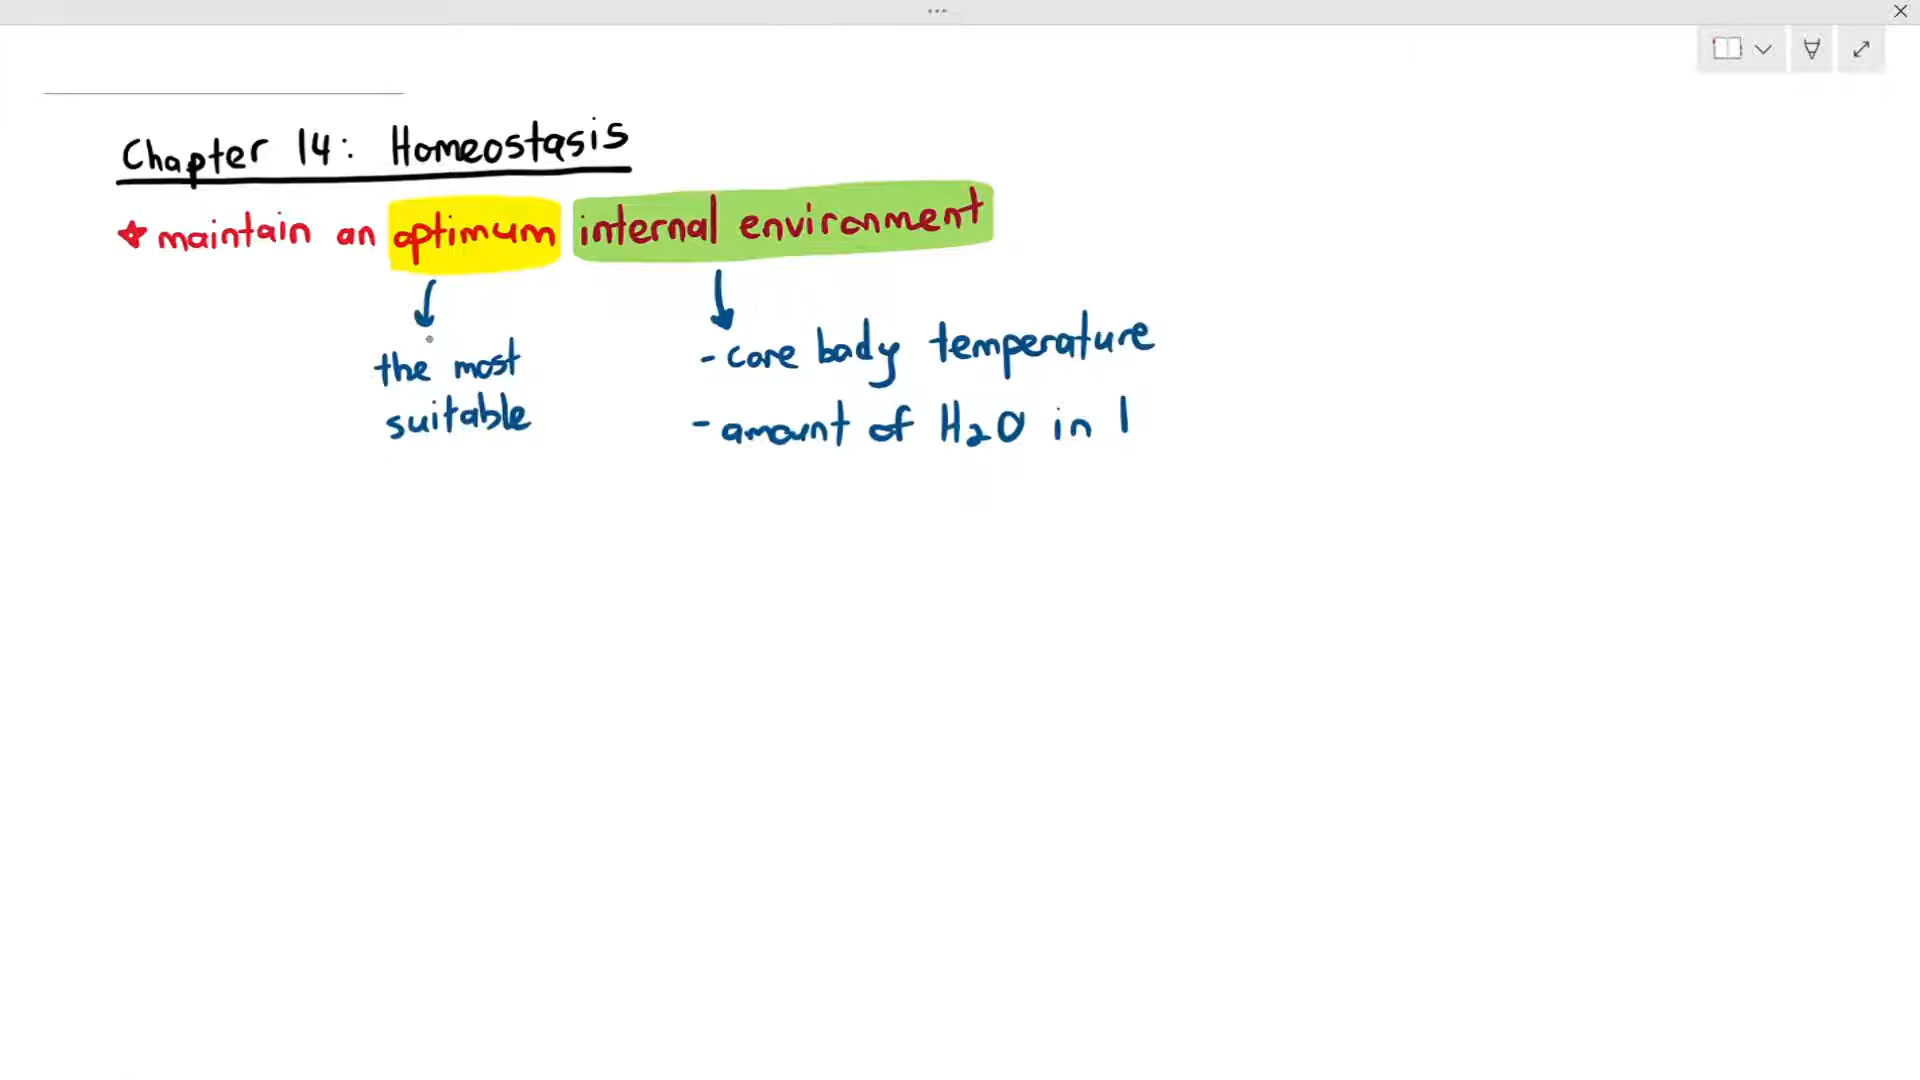 Chapter 14: Homeostasis
* maintain an optimum internal environment
the most
suitable
- core body temperature
- amount of H2O in